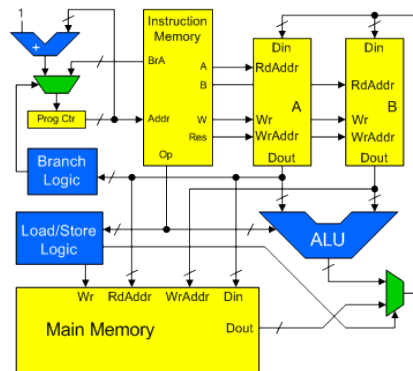 1
+
Prog Ctr
Instruction
Memory
BrA
A
B
Addr
W
Res
Op
Din
RdAddr
A
Wr
WrAddr
Dout
Din
RdAddr
B
Wr
WrAddr
Dout
Branch
Logic
Load/Store
Logic
ALU
Wr RdAddr WrAddr Din
Main Memory
Dout